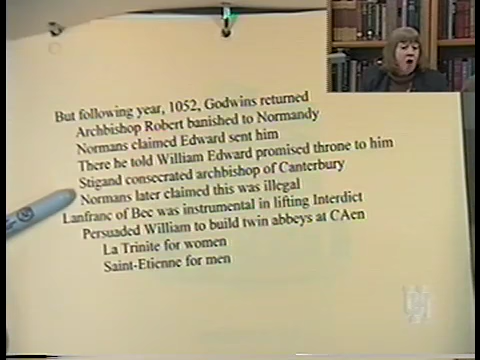 But following year, 1052, Godwins returned
Archbishop Robert banished to Normandy
Normans claimed Edward sent him
There he told William Edward promised throne to him
Stigand consecrated archbishop of Canterbury
Normans later claimed this was illegal
Lanfranc of Bec was instrumental in lifting Interdict
Persuaded William to build twin abbeys at CAen
La Trinite for women
Saint-Etienne for men